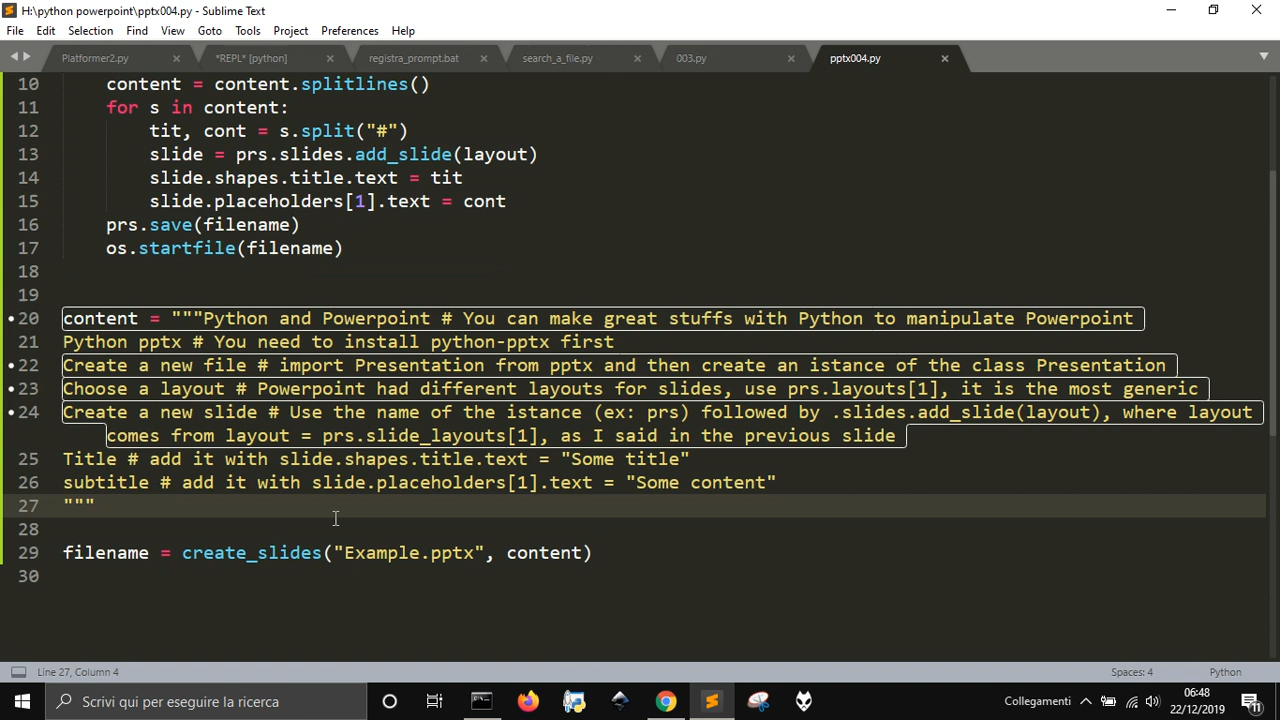 H:\python powerpoint\pptx004.py - Sublime Text
File Edit Selection Find View Goto Tools Project Preferences Help
Platformer2.py *REPL* [python] registra_prompt.bat search_a_file.py 003.py pptx004.py
10 content = content.splitlines()
11 for s in content:
12 tit, cont = s.split("#")
13 slide = prs.slides.add_slide(layout)
14 slide.shapes.title.text = tit
15 slide.placeholders[1].text = cont
16 prs.save(filename)
17 os.startfile(filename)
18
19
20 content = """Python and Powerpoint # You can make great stuffs with Python to manipulate Powerpoint
21 Python pptx # You need to install python-pptx first
22 Create a new file # import Presentation from pptx and then create an istance of the class Presentation
23 Choose a layout # Powerpoint had different layouts for slides, use prs.layouts[1], it is the most generic
24 Create a new slide # Use the name of the istance (ex: prs) followed by .slides.add_slide(layout), where layout
comes from layout = prs.slide_layouts[1], as I said in the previous slide
25 Title # add it with slide.shapes.title.text = "Some title"
26 subtitle # add it with slide.placeholders[1].text = "Some content"
27 """
28
29 filename = create_slides("Example.pptx", content)
30
Line 27, Column 4 Spaces: 4 Python
Scrivi qui per eseguire la ricerca
Collegamenti
06:48
22/12/2019
11